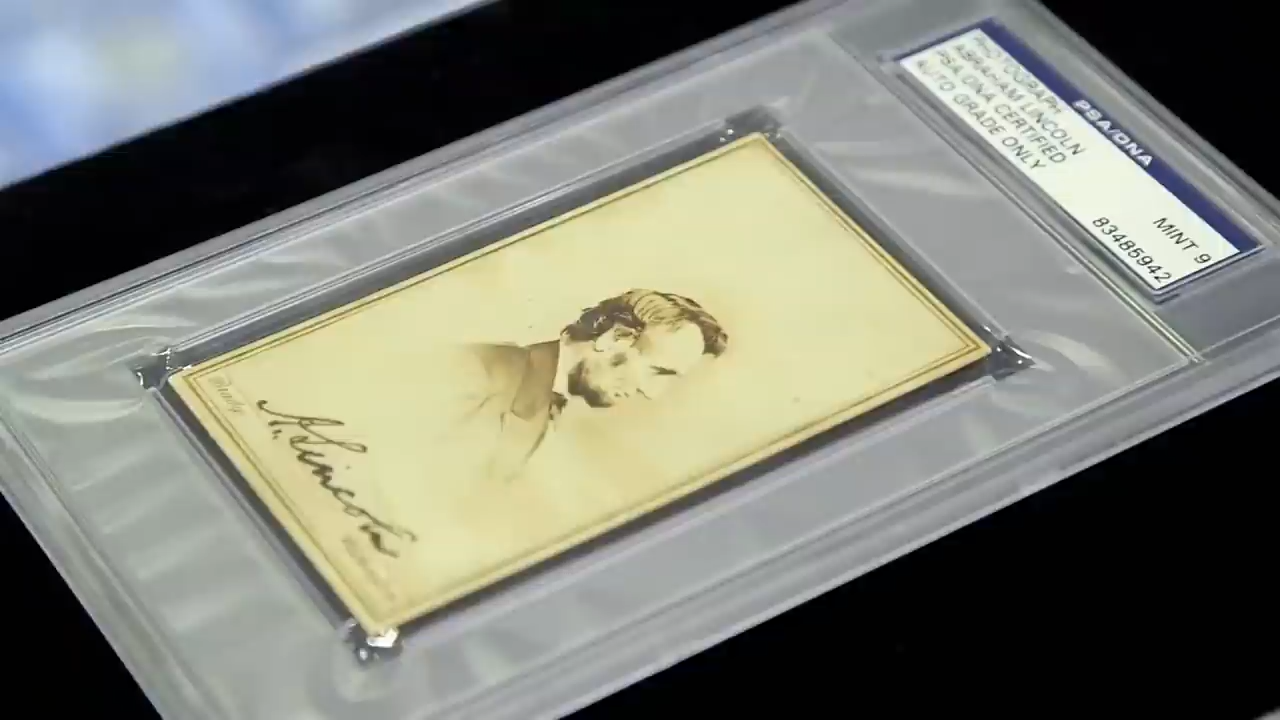 PSA/DNA
PHOTOGRAPH
ABRAHAM LINCOLN
PSA/DNA CERTIFIED
AUTO GRADE ONLY
MINT 9
83485942
Brady
A. Lincoln